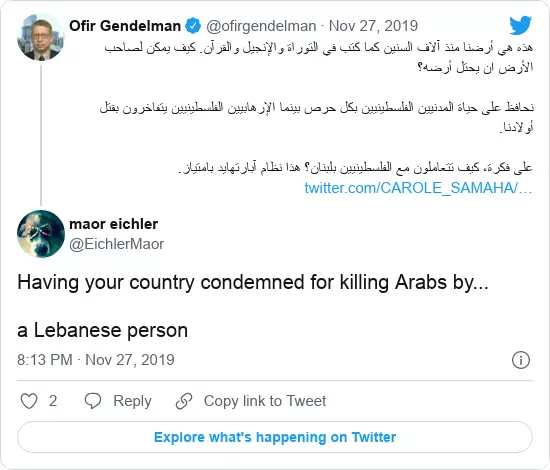 Ofir Gendelman @ofirgendelman · Nov 27, 2019
هذه هي أرضنا منذ آلاف السنين كما كتب في التوراة والإنجيل والقرآن. كيف يمكن لصاحب
الأرض ان يحتل أرضه؟
نحافظ على حياة المدنيين الفلسطينيين بكل حرص بينما الإرهابيين الفلسطينيين يتفاخرون بقتل
أولادنا.
على فكرة، كيف تتعاملون مع الفلسطينيين بلبنان؟ هذا نظام آبارتهايد بامتياز.
twitter.com/CAROLE_SAMAHA/…
maor eichler
@EichlerMaor
Having your country condemned for killing Arabs by...
a Lebanese person
8:13 PM · Nov 27, 2019
2 Reply Copy link to Tweet
Explore what's happening on Twitter